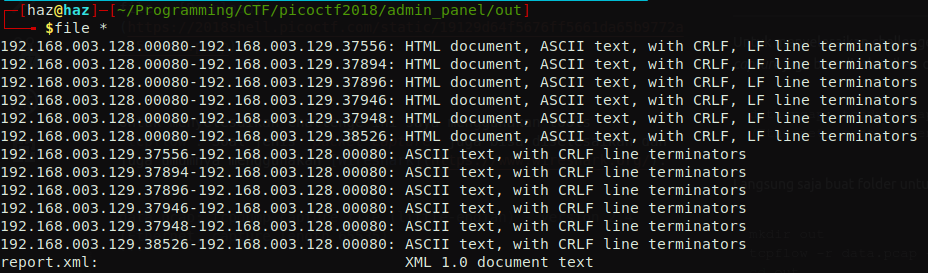 ┌─[haz@haz]─[~/Programming/CTF/picoctf2018/admin_panel/out]
└──╼ $file *
192.168.003.128.00080-192.168.003.129.37556: HTML document, ASCII text, with CRLF, LF line terminators
192.168.003.128.00080-192.168.003.129.37894: HTML document, ASCII text, with CRLF, LF line terminators
192.168.003.128.00080-192.168.003.129.37896: HTML document, ASCII text, with CRLF, LF line terminators
192.168.003.128.00080-192.168.003.129.37946: HTML document, ASCII text, with CRLF, LF line terminators
192.168.003.128.00080-192.168.003.129.37948: HTML document, ASCII text, with CRLF, LF line terminators
192.168.003.128.00080-192.168.003.129.38526: HTML document, ASCII text, with CRLF, LF line terminators
192.168.003.129.37556-192.168.003.128.00080: ASCII text, with CRLF line terminators
192.168.003.129.37894-192.168.003.128.00080: ASCII text, with CRLF line terminators
192.168.003.129.37896-192.168.003.128.00080: ASCII text, with CRLF line terminators
192.168.003.129.37946-192.168.003.128.00080: ASCII text, with CRLF line terminators
192.168.003.129.37948-192.168.003.128.00080: ASCII text, with CRLF line terminators
192.168.003.129.38526-192.168.003.128.00080: ASCII text, with CRLF line terminators
report.xml: XML 1.0 document text